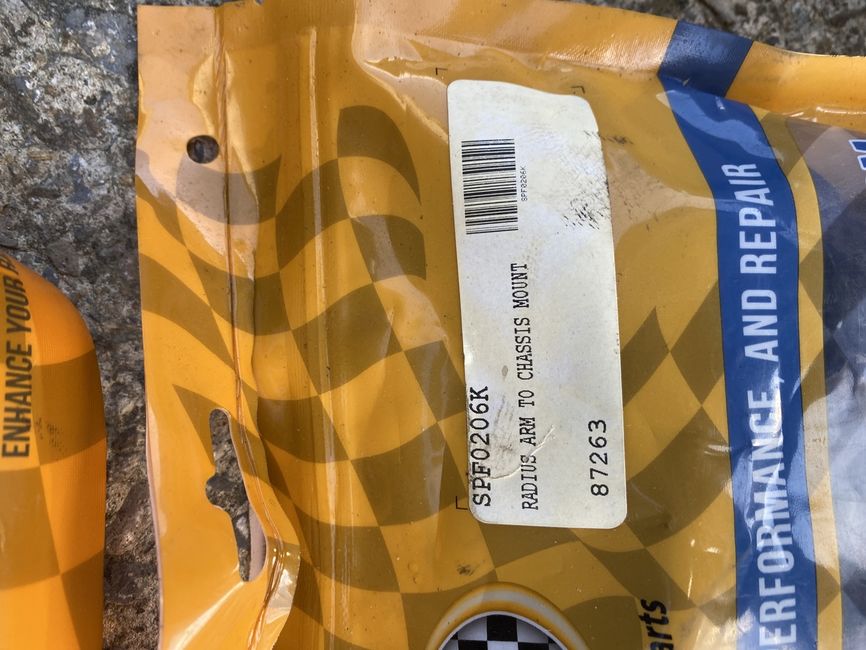 SPF0206K
SPF0206K
RADIUS ARM TO CHASSIS MOUNT
87263
PERFORMANCE, AND REPAIR
ENHANCE YOUR
arts